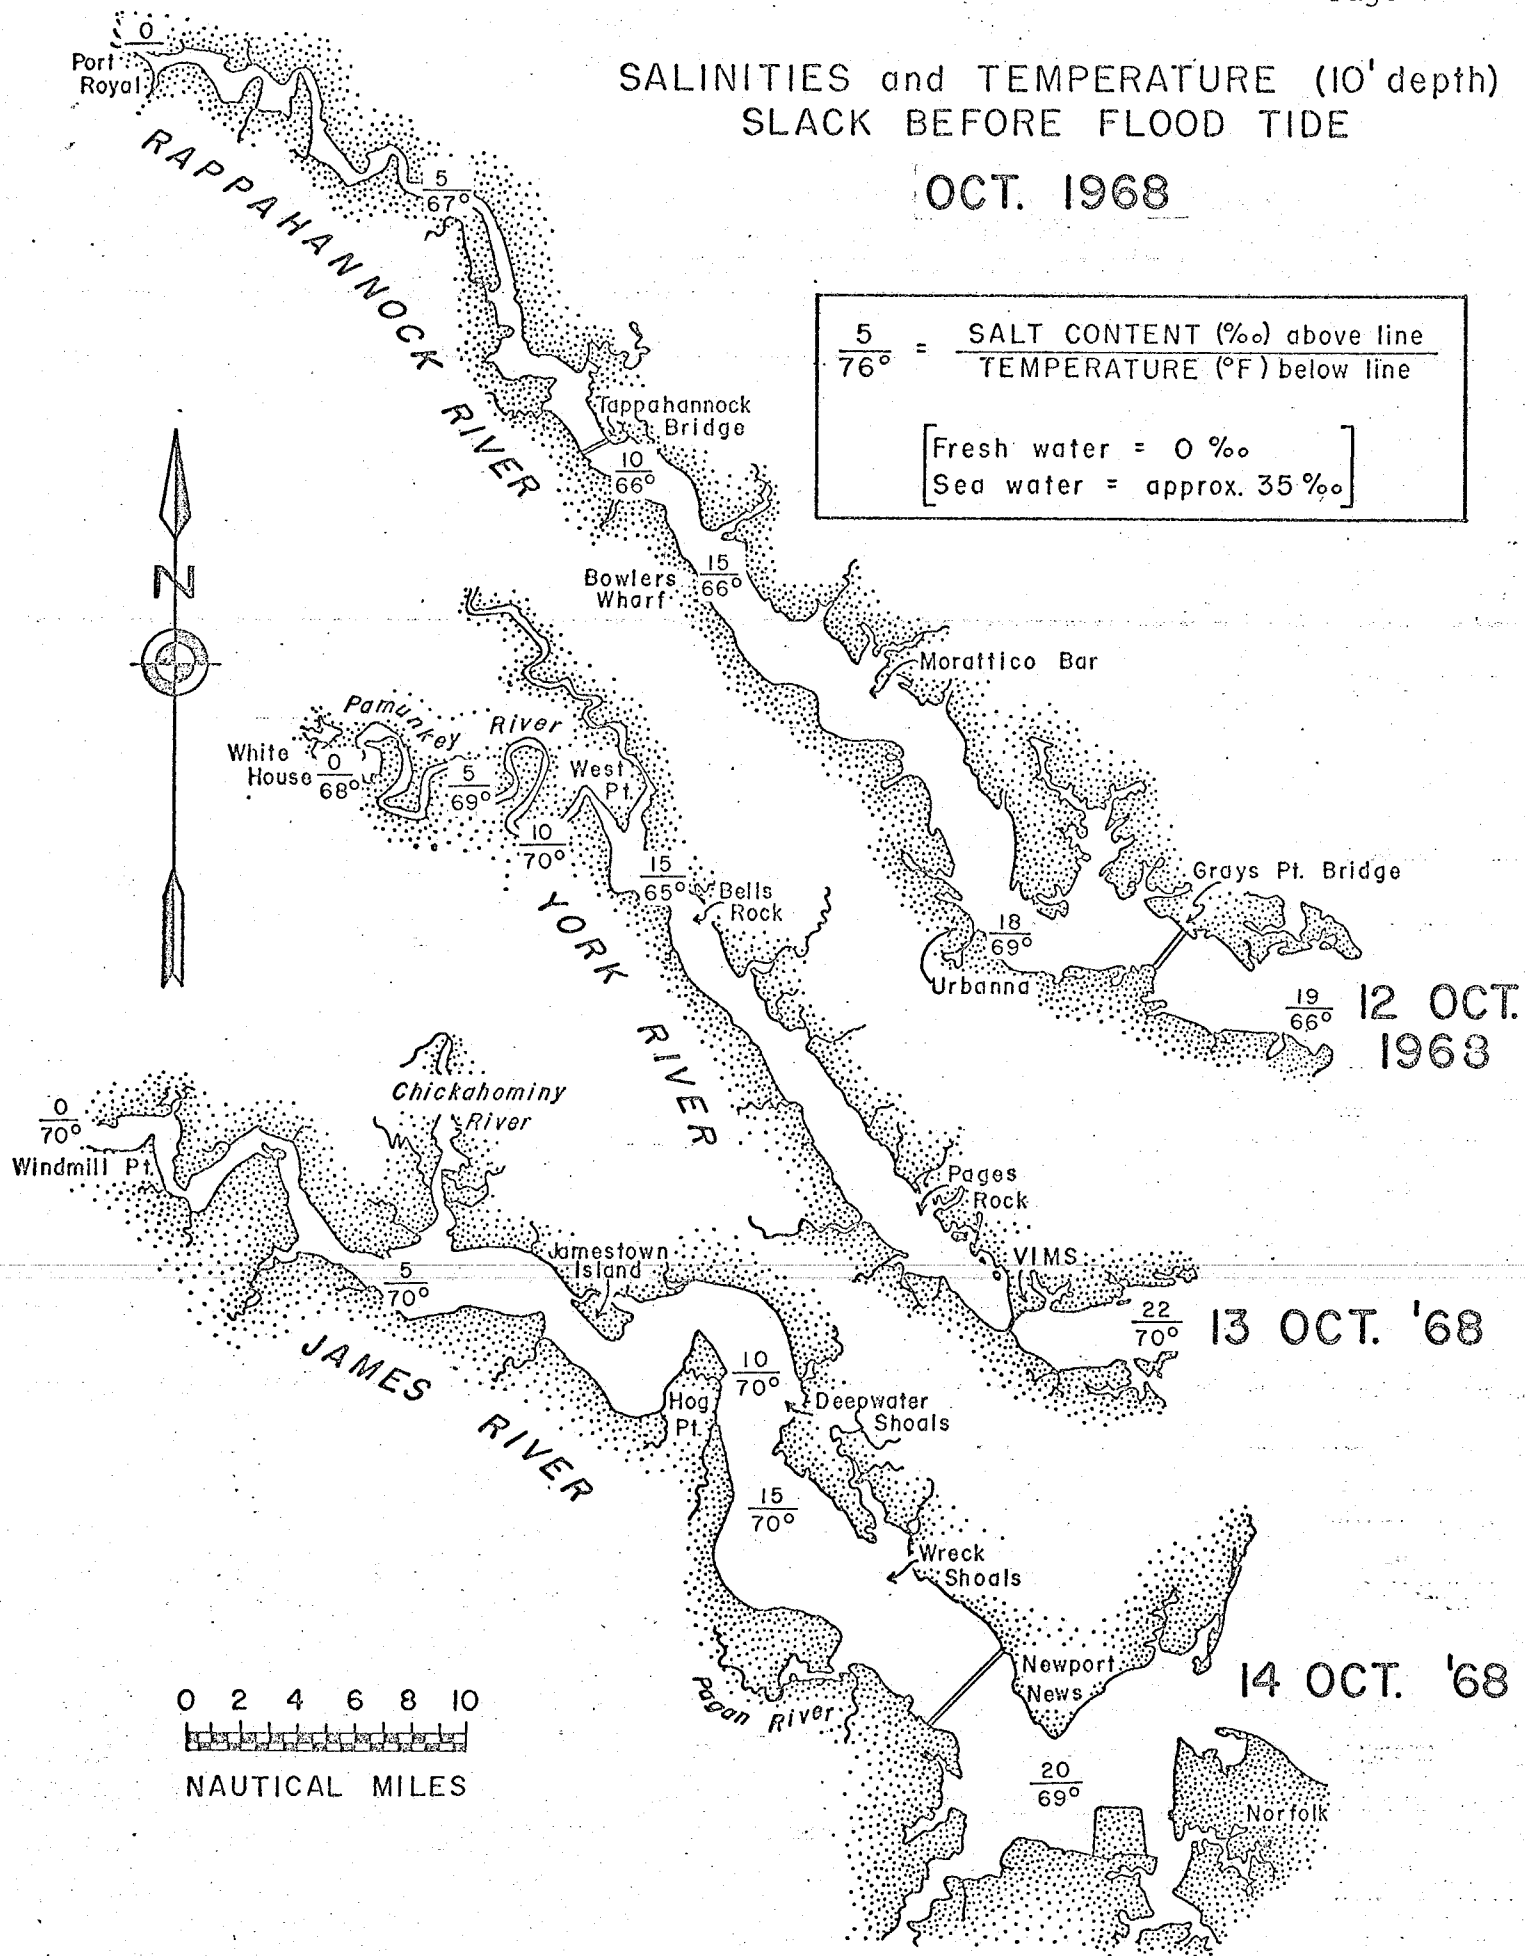 SALINITIES and TEMPERATURE (10' depth)
SLACK BEFORE FLOOD TIDE
OCT. 1968
5
76°
=
SALT CONTENT (‰) above line
TEMPERATURE (°F) below line
Fresh water = 0 ‰
Sea water = approx. 35 ‰
0
Port
Royal
RAPPAHANNOCK RIVER
5
67°
Tappahannock
Bridge
10
66°
Bowlers
Wharf
15
66°
Morattico Bar
Grays Pt. Bridge
18
69°
Urbanna
19
66°
12 OCT.
1968
N
Pamunkey River
White
House
0
68°
5
69°
West
Pt.
10
70°
15
65°
Bells
Rock
YORK RIVER
Pages
Rock
VIMS
22
70°
13 OCT. '68
Chickahominy
River
0
70°
Windmill Pt.
5
70°
Jamestown
Island
JAMES RIVER
Hog
Pt.
10
70°
Deepwater
Shoals
15
70°
Wreck
Shoals
Newport
News
Pagan River
14 OCT. '68
20
69°
Norfolk
0 2 4 6 8 10
NAUTICAL MILES